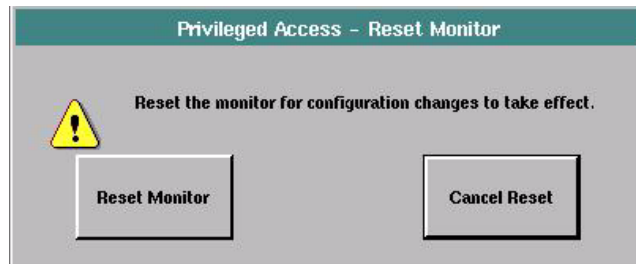 Privileged Access - Reset Monitor
Reset the monitor for configuration changes to take effect.
Reset Monitor
Cancel Reset